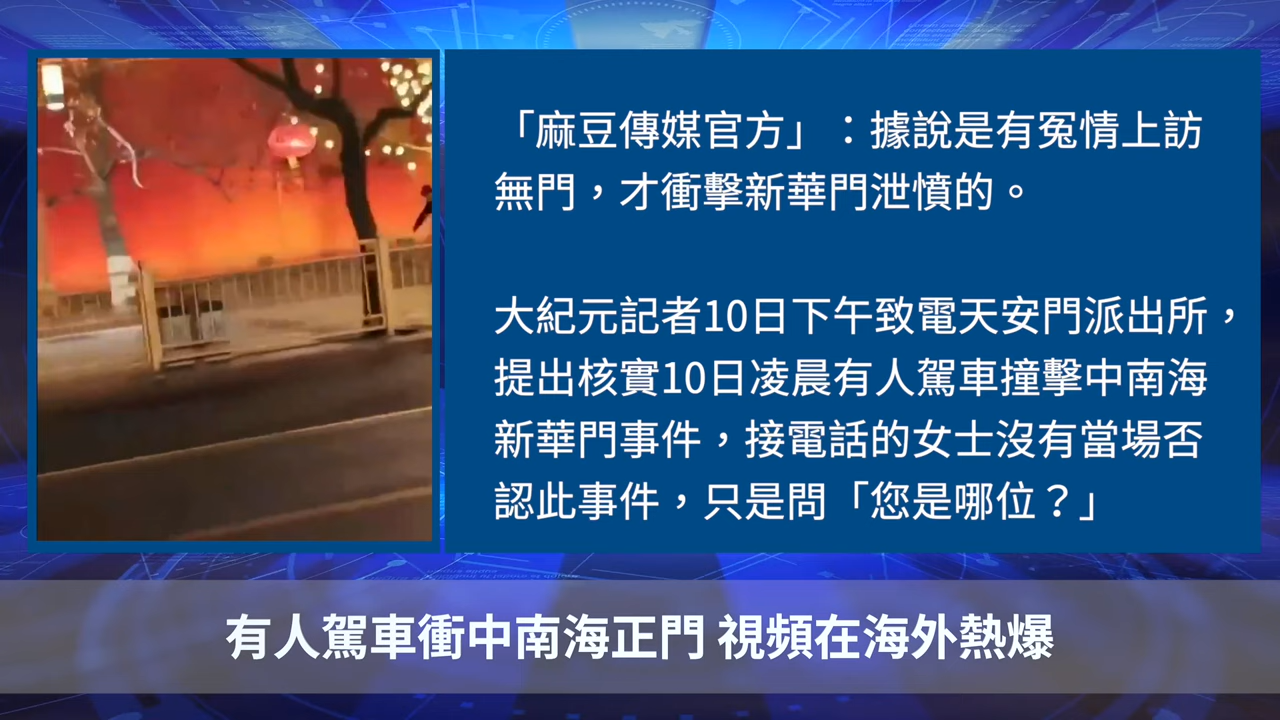 「麻豆傳媒官方」：據說是有冤情上訪
無門，才衝擊新華門泄憤的。
大紀元記者10日下午致電天安門派出所，
提出核實10日凌晨有人駕車撞擊中南海
新華門事件，接電話的女士沒有當場否
認此事件，只是問「您是哪位？」
有人駕車衝中南海正門 視頻在海外熱爆